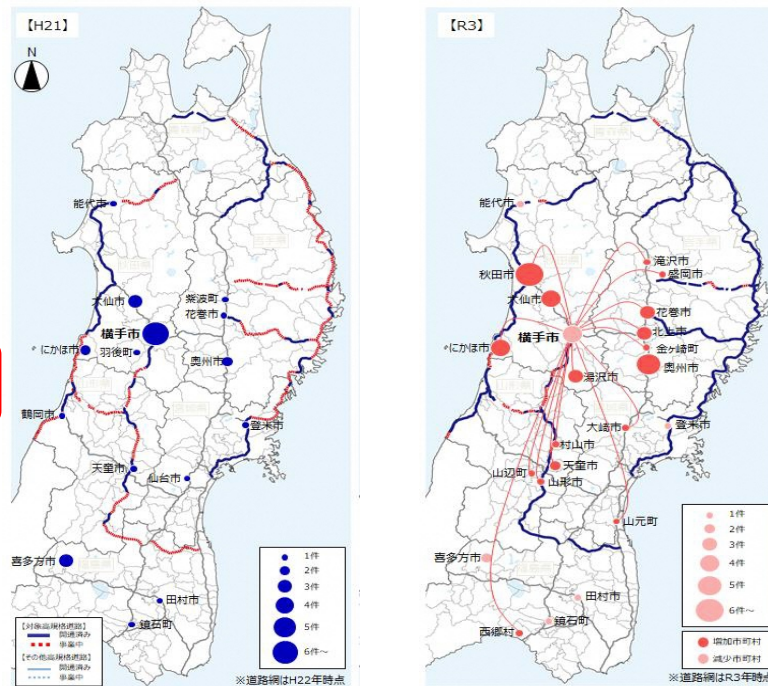 【H21】
N
能代市
大仙市
紫波町
花巻市
横手市
にかほ市
羽後町
奥州市
鶴岡市
登米市
天童市
仙台市
喜多方市
田村市
鏡石町
【対象高規格道路】
開通済み
事業中
【その他高規格道路】
開通済み
事業中
1件
2件
3件
4件
5件
6件～
※道路網はH22年時点
【R3】
能代市
滝沢市
盛岡市
秋田市
大仙市
花巻市
横手市
北上市
にかほ市
金ヶ崎町
奥州市
湯沢市
大崎市
登米市
村山市
天童市
山辺町
山形市
山元町
喜多方市
田村市
鏡石町
西郷村
1件
2件
3件
4件
5件
6件～
増加市町村
減少市町村
※道路網はR3年時点